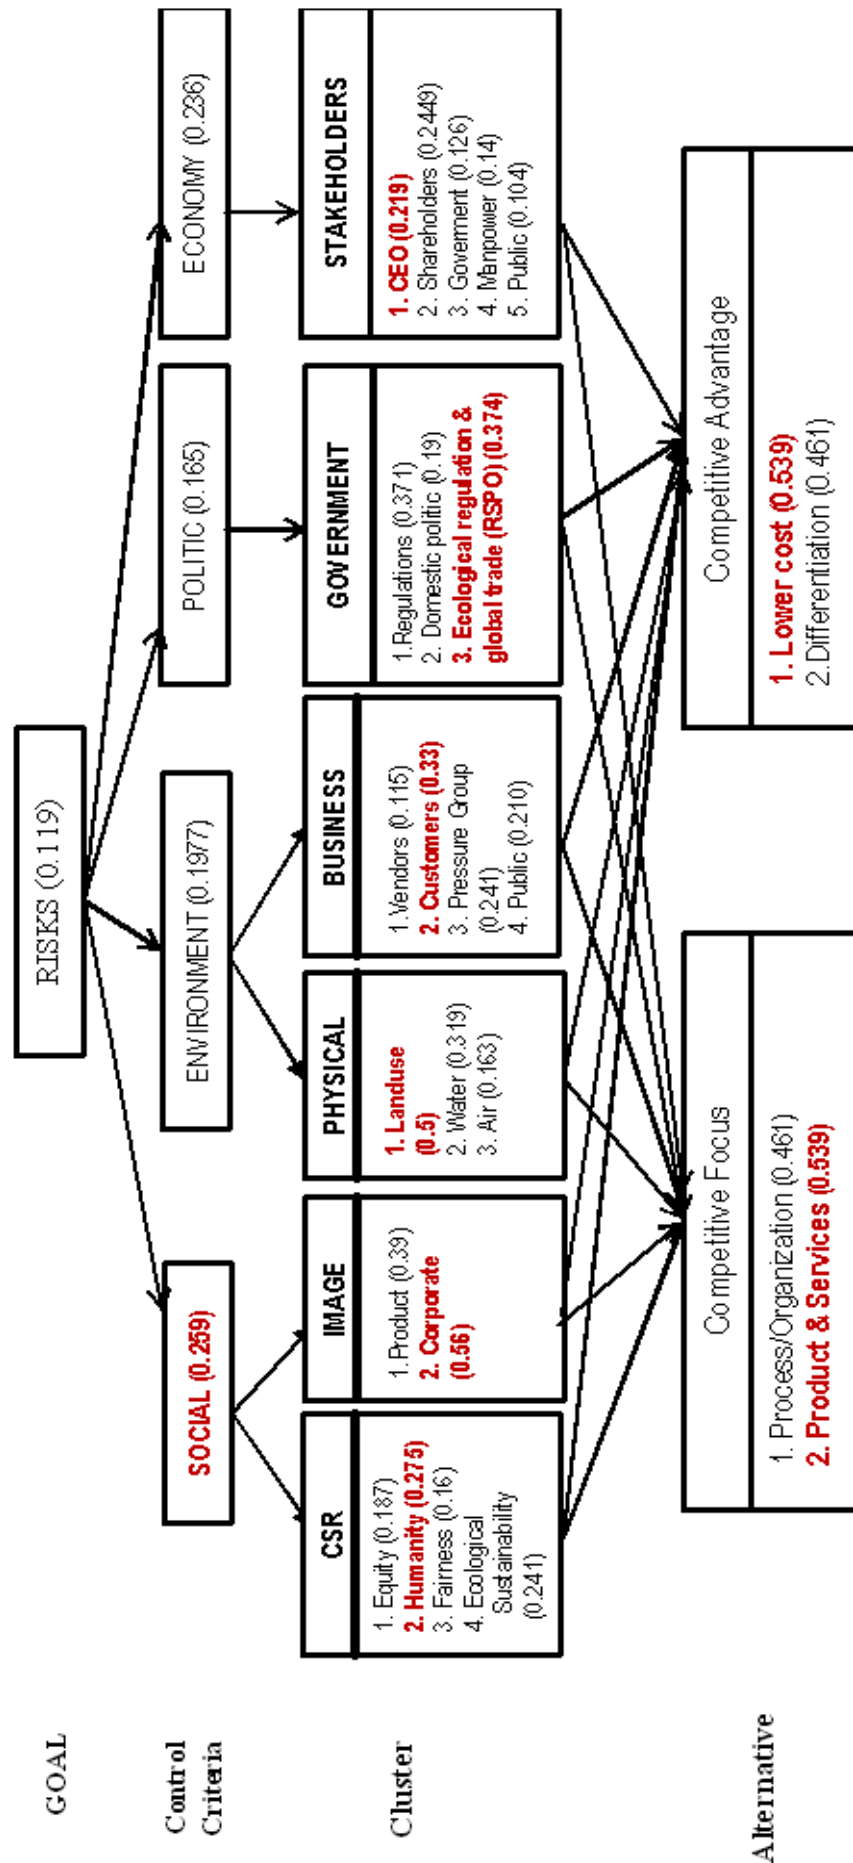 GOAL
RISKS (0.119)
Control
Criteria
SOCIAL (0.259)
ENVIRONMENT (0.1977)
POLITIC (0.165)
ECONOMY (0.236)
Cluster
CSR
1. Equity (0.187)
2. Humanity (0.275)
3. Fairness (0.16)
4. Ecological
Sustainability
(0.241)
IMAGE
1.Product (0.39)
2. Corporate
(0.56)
PHYSICAL
1. Landuse
(0.5)
2. Water (0.319)
3. Air (0.163)
BUSINESS
1.Vendors (0.115)
2. Customers (0.33)
3. Pressure Group
(0.241)
4. Public (0.210)
GOVERNMENT
1.Regulations (0.371)
2. Domestic politic (0.19)
3. Ecological regulation &
global trade (RSPO) (0.374)
STAKEHOLDERS
1. CEO (0.219)
2. Shareholders (0.2449)
3. Goverment (0.126)
4. Manpower (0.14)
5. Public (0.104)
Alternative
Competitive Focus
1. Process/Organization (0.461)
2. Product & Services (0.539)
Competitive Advantage
1. Lower cost (0.539)
2.Differentiation (0.461)